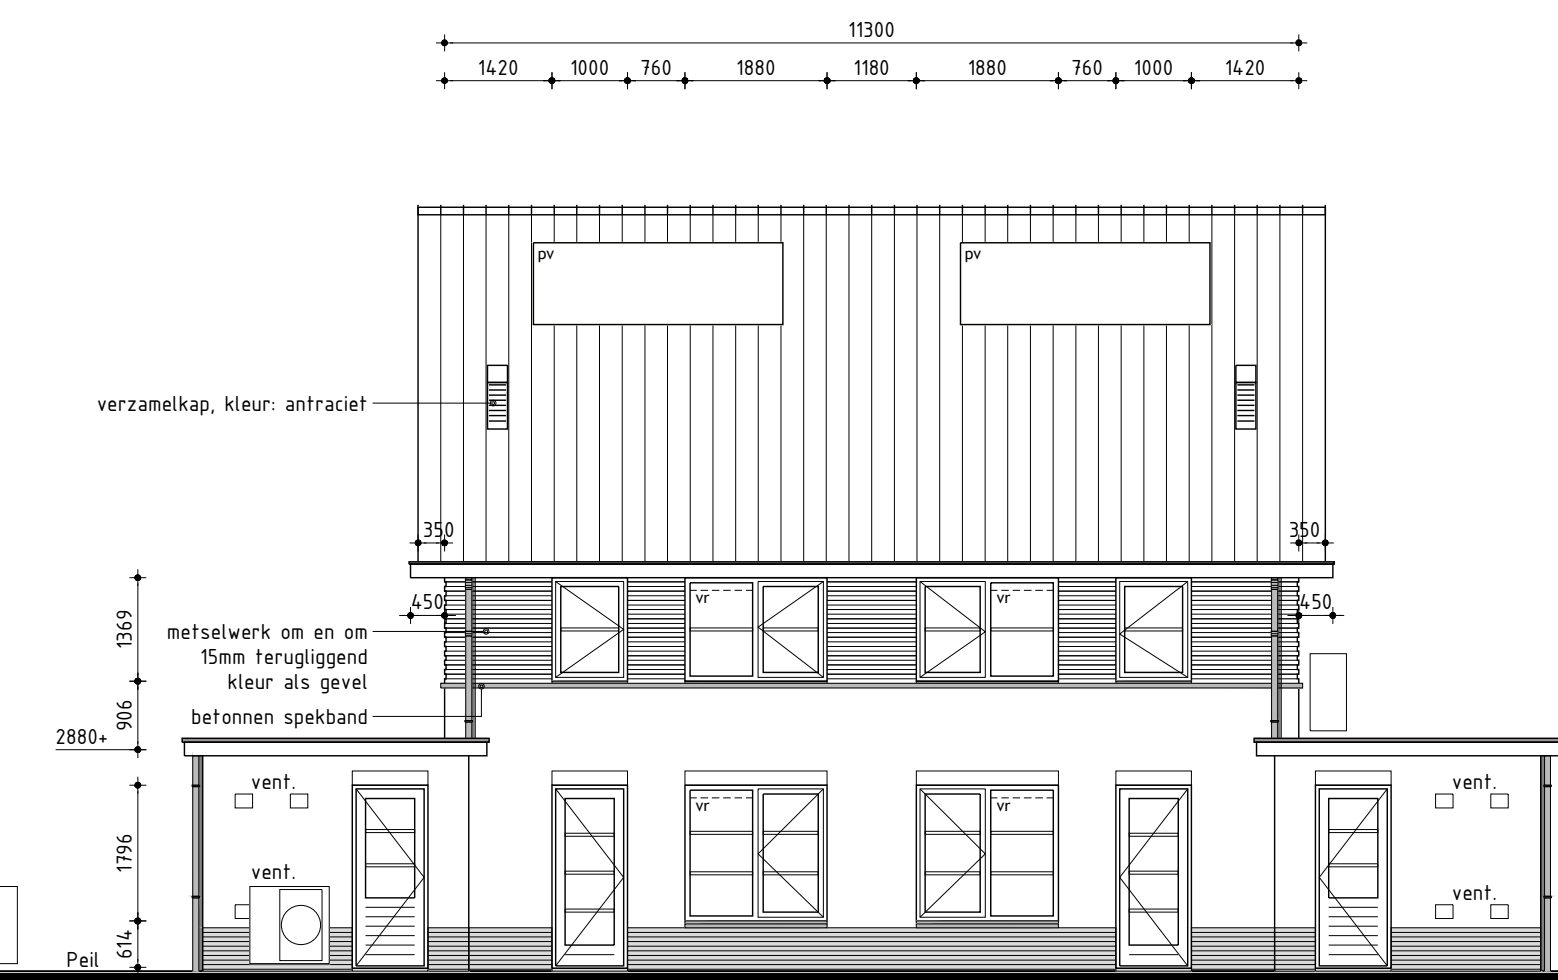 11300
1420 1000 760 1880 1180 1880 760 1000 1420
pv pv
verzamelkap, kleur: antraciet
350 350
450 450
vr vr
1369
metselwerk om en om
15mm terugliggend
kleur als gevel
906
betonnen spekband
2880+
vent. vent.
vr vr
1796
vent. vent.
614
Peil